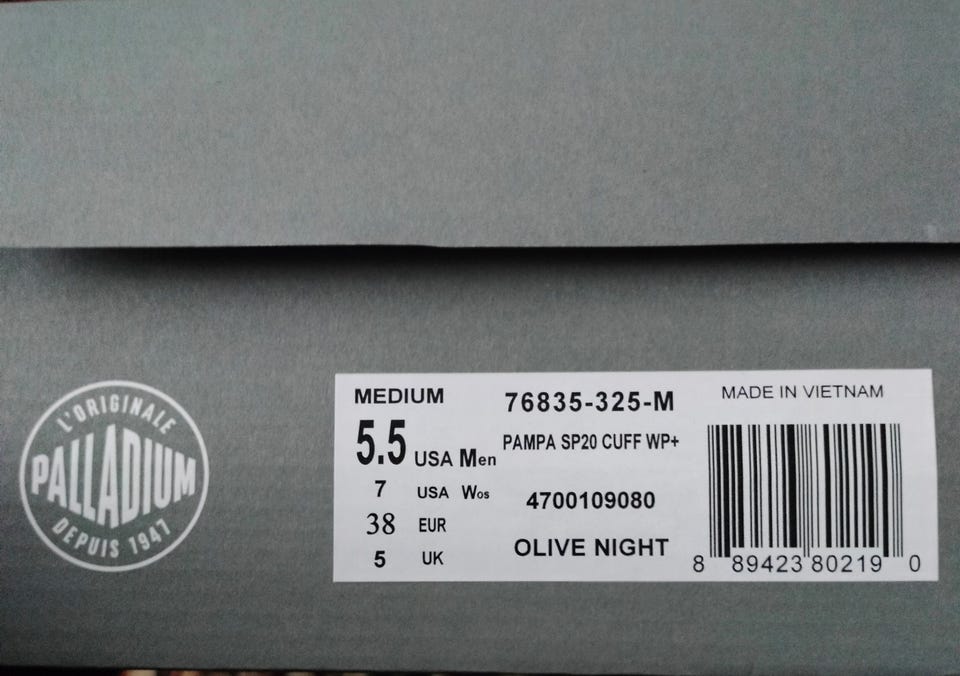 L'ORIGINALE
PALLADIUM
DEPUIS 1947
MEDIUM
5.5 USA Men
7 USA Wos
38 EUR
5 UK
76835-325-M
PAMPA SP20 CUFF WP+
4700109080
OLIVE NIGHT
MADE IN VIETNAM
8 89423 80219 0